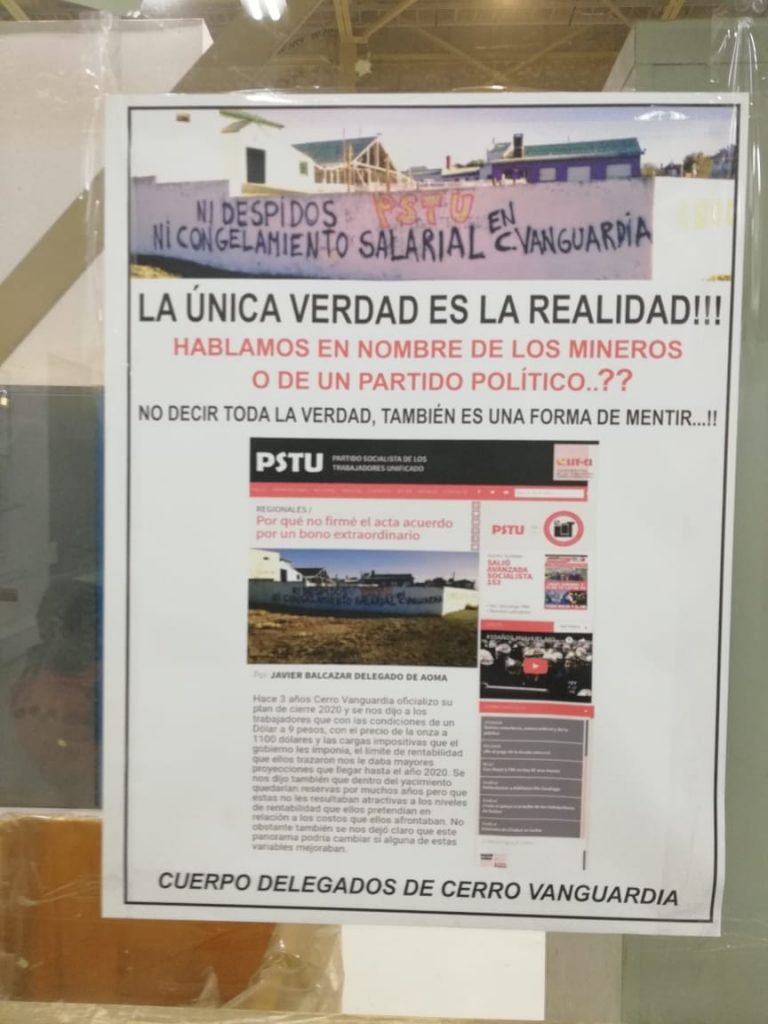 NI DESPIDOS PSTU EN
NI CONGELAMIENTO SALARIAL C VANGUARDÍA
LA ÚNICA VERDAD ES LA REALIDAD!!!
HABLAMOS EN NOMBRE DE LOS MINEROS
O DE UN PARTIDO POLÍTICO..??
NO DECIR TODA LA VERDAD, TAMBIÉN ES UNA FORMA DE MENTIR...!!
PSTU PARTIDO SOCIALISTA DE LOS
TRABAJADORES UNIFICADO
REGIONALES /
Por qué no firmé el acta acuerdo
por un bono extraordinario
CONGELAMIENTO SALARIAL
Por JAVIER BALCAZAR DELEGADO DE AOMA
Hace 3 años Cerro Vanguardia oficializo su
plan de cierre 2020 y se nos dijo a los
trabajadores que con las condiciones de un
Dólar a 9 pesos, con el precio de la onza a
1100 dólares y las cargas impositivas que el
gobierno les imponía, el límite de rentabilidad
que ellos trazaron nos le daba mayores
proyecciones que llegar hasta el año 2020. Se
nos dijo también que dentro del yacimiento
quedarían reservas por muchos años pero que
estas no les resultaban atractivas a los niveles
de rentabilidad que ellos pretendían en
relación a los costos que ellos afrontaban. No
obstante también se nos dejó claro que este
panorama podría cambiar si alguna de estas
variables mejoraban.
PSTU
SALIÓ
AVANZADA
SOCIALISTA
153
CUERPO DELEGADOS DE CERRO VANGUARDIA